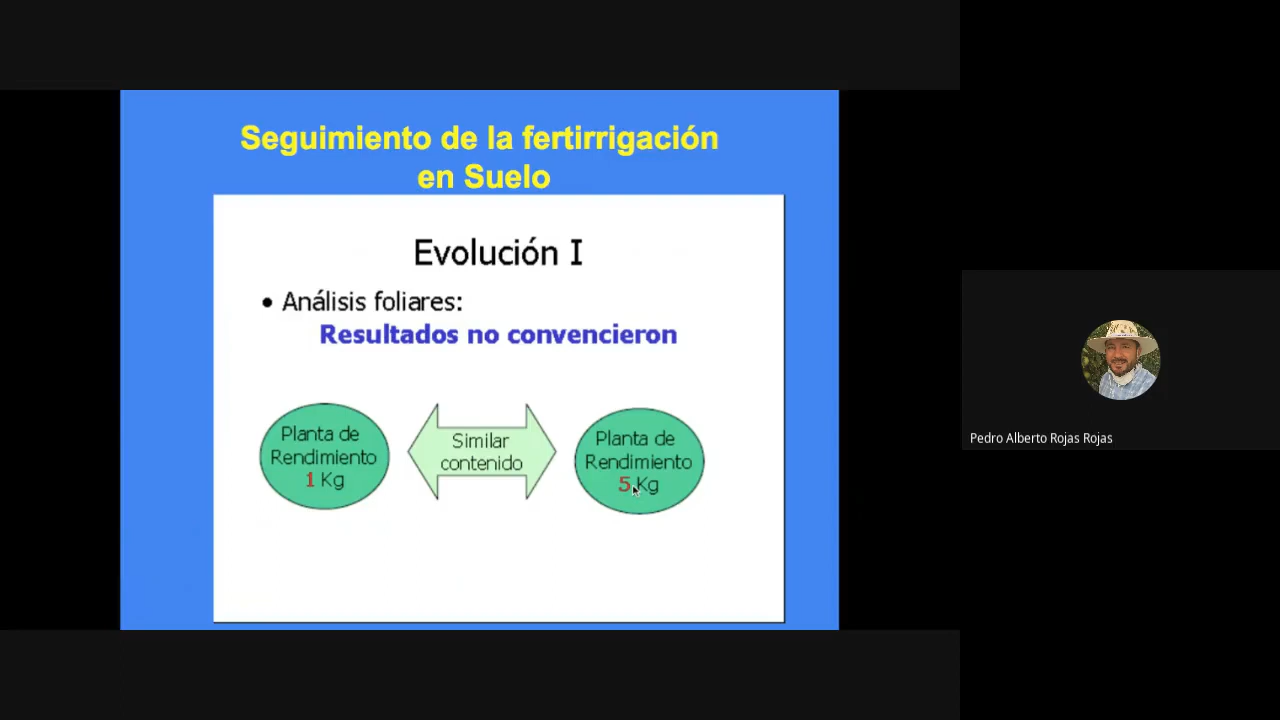 Seguimiento de la fertirrigación
en Suelo
Evolución I
• Análisis foliares:
Resultados no convencieron
Planta de
Rendimiento
1 Kg
Similar
contenido
Planta de
Rendimiento
5 Kg
Pedro Alberto Rojas Rojas